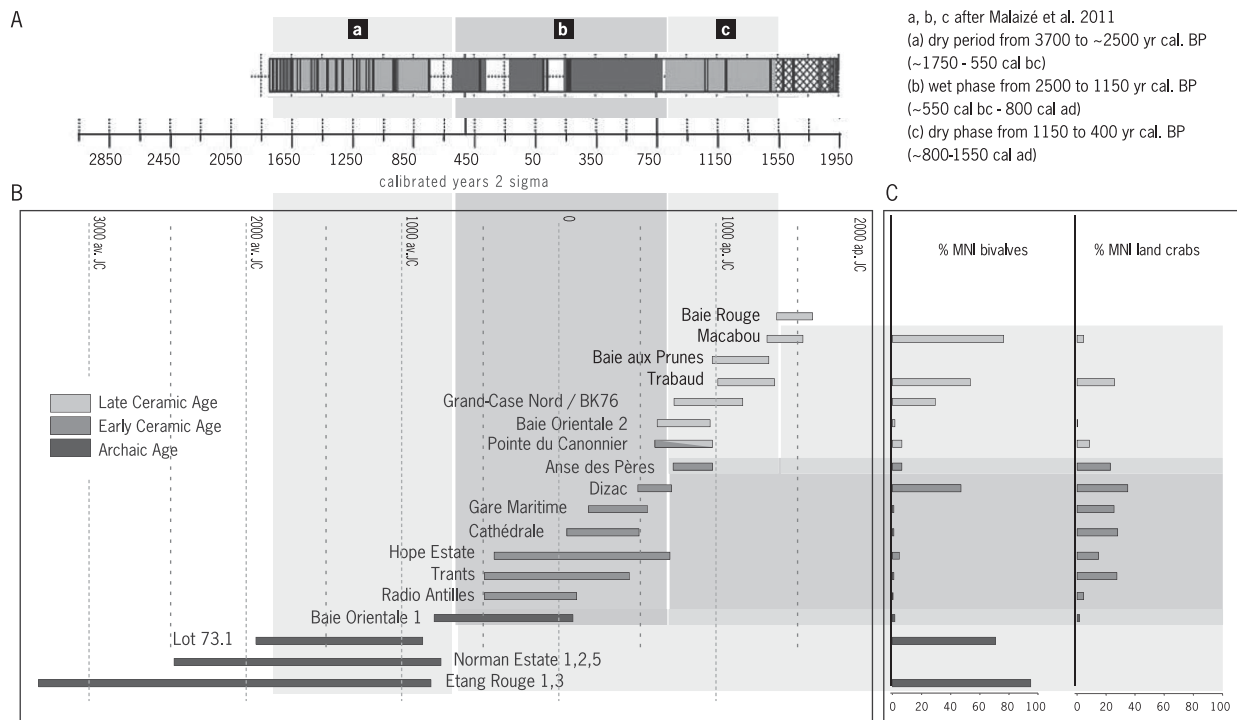 A
a
b
c
a, b, c after Malaizé et al. 2011
(a) dry period from 3700 to ~2500 yr cal. BP
(~1750 - 550 cal bc)
(b) wet phase from 2500 to 1150 yr cal. BP
(~550 cal bc - 800 cal ad)
(c) dry phase from 1150 to 400 yr cal. BP
(~800-1550 cal ad)
2850 2450 2050 1650 1250 850 450 50 350 750 1150 1550 1950
calibrated years 2 sigma
B
C
3000 av. JC
2000 av. JC
1000 av. JC
0
1000 ap. JC
2000 ap. JC
% MNI bivalves
% MNI land crabs
Baie Rouge
Macabou
Baie aux Prunes
Trabaud
Grand-Case Nord / BK76
Baie Orientale 2
Pointe du Canonnier
Anse des Pères
Dizac
Gare Maritime
Cathédrale
Hope Estate
Trants
Radio Antilles
Baie Orientale 1
Lot 73.1
Norman Estate 1,2,5
Etang Rouge 1,3
Late Ceramic Age
Early Ceramic Age
Archaic Age
0 20 40 60 80 100
0 20 40 60 80 100